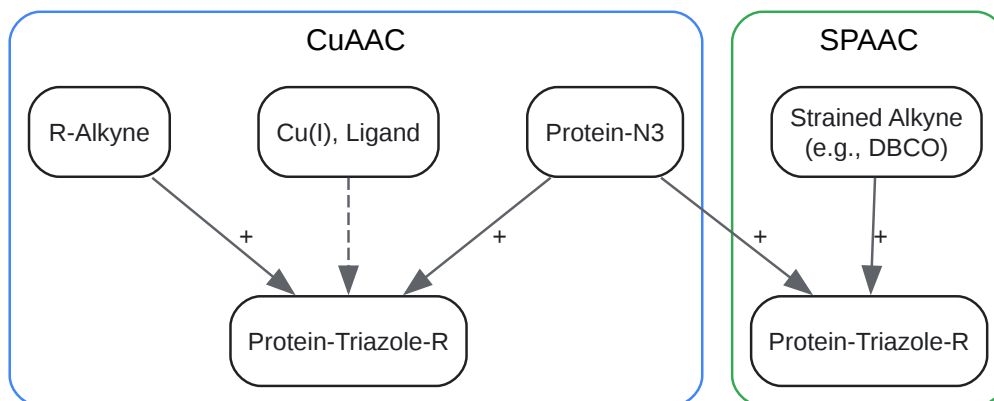 CuAAC
SPAAC
R-Alkyne
Cu(I), Ligand
Protein-N3
Strained Alkyne
(e.g., DBCO)
+
+
+
+
Protein-Triazole-R
Protein-Triazole-R